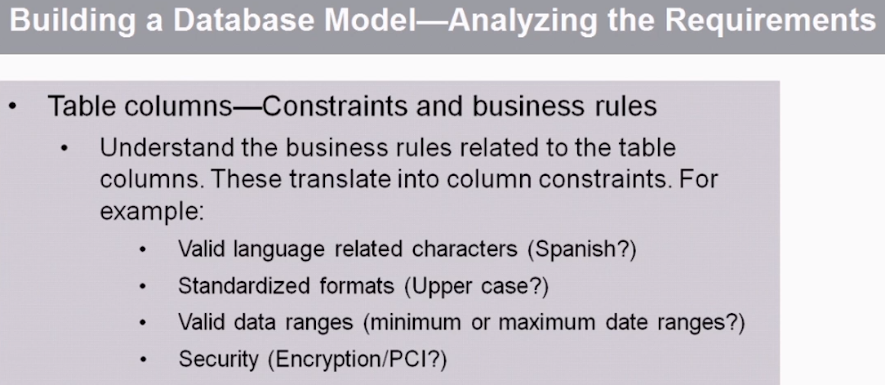 Building a Database Model—Analyzing the Requirements
• Table columns—Constraints and business rules
• Understand the business rules related to the table
columns. These translate into column constraints. For
example:
• Valid language related characters (Spanish?)
• Standardized formats (Upper case?)
• Valid data ranges (minimum or maximum date ranges?)
• Security (Encryption/PCI?)